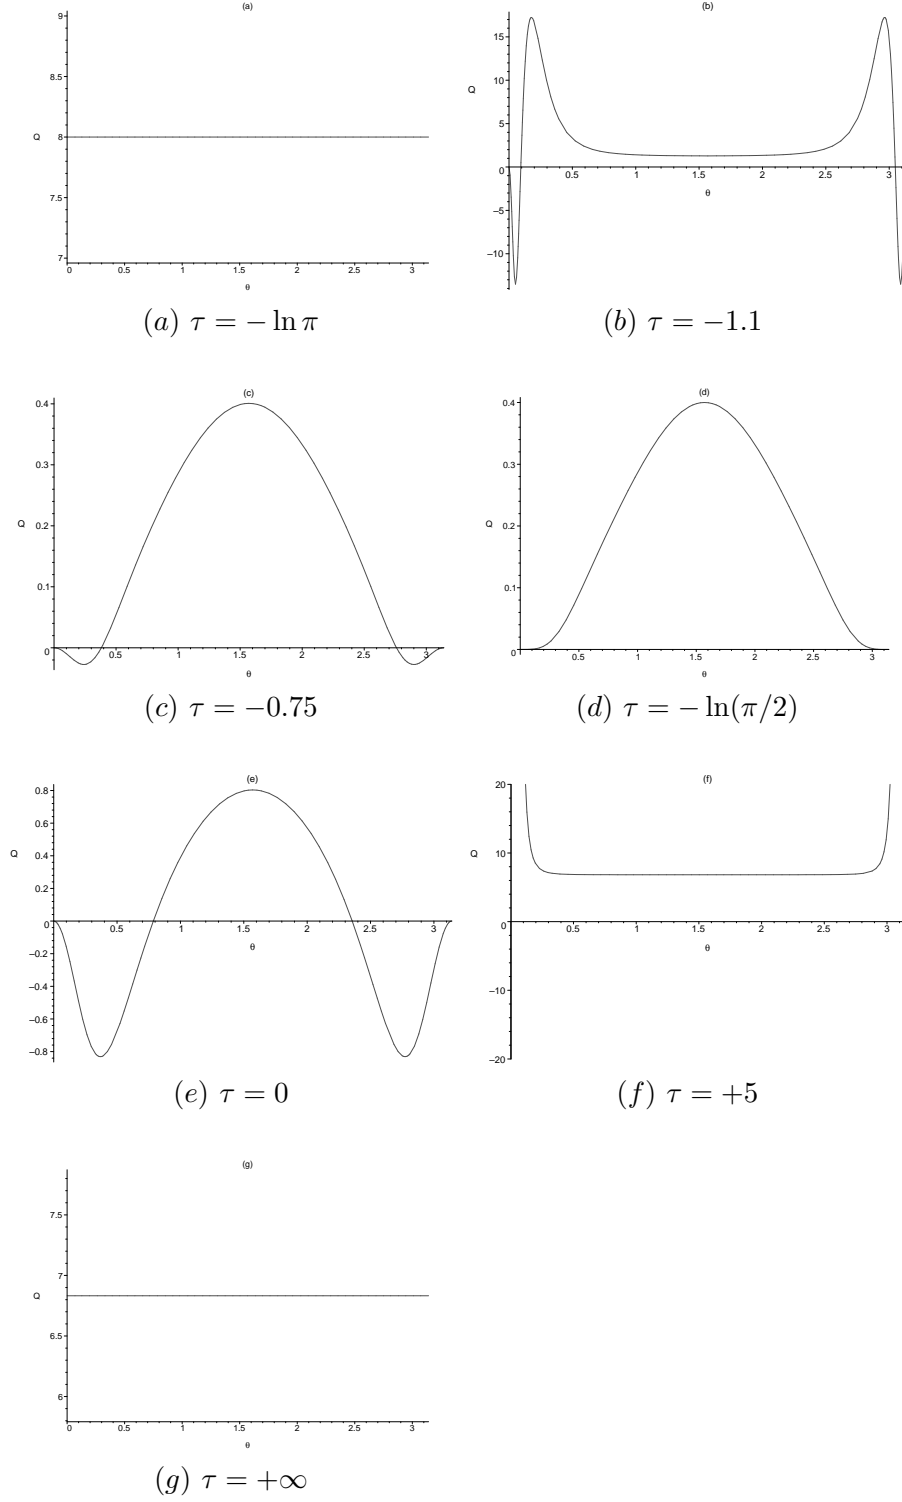 (a)
9
8.5
Q 8
7.5
7
0 0.5 1 1.5 2 2.5 3
θ
(a) τ = − ln π
(b)
15
Q 10
5
0 0.5 1 1.5 2 2.5 3
θ
−5
−10
(b) τ = −1.1
(c)
0.4
0.3
Q 0.2
0.1
0 0.5 1 1.5 2 2.5 3
θ
(c) τ = −0.75
(d)
0.4
0.3
Q 0.2
0.1
0 0.5 1 1.5 2 2.5 3
θ
(d) τ = − ln(π/2)
(e)
0.8
0.6
Q
0.4
0.2
0 0.5 1 1.5 2 2.5 3
θ
−0.2
−0.4
−0.6
−0.8
(e) τ = 0
(f)
20
Q 10
0 0.5 1 1.5 2 2.5 3
θ
−10
−20
(f) τ = +5
(g)
7.5
7
Q
6.5
6
0 0.5 1 1.5 2 2.5 3
θ
(g) τ = +∞